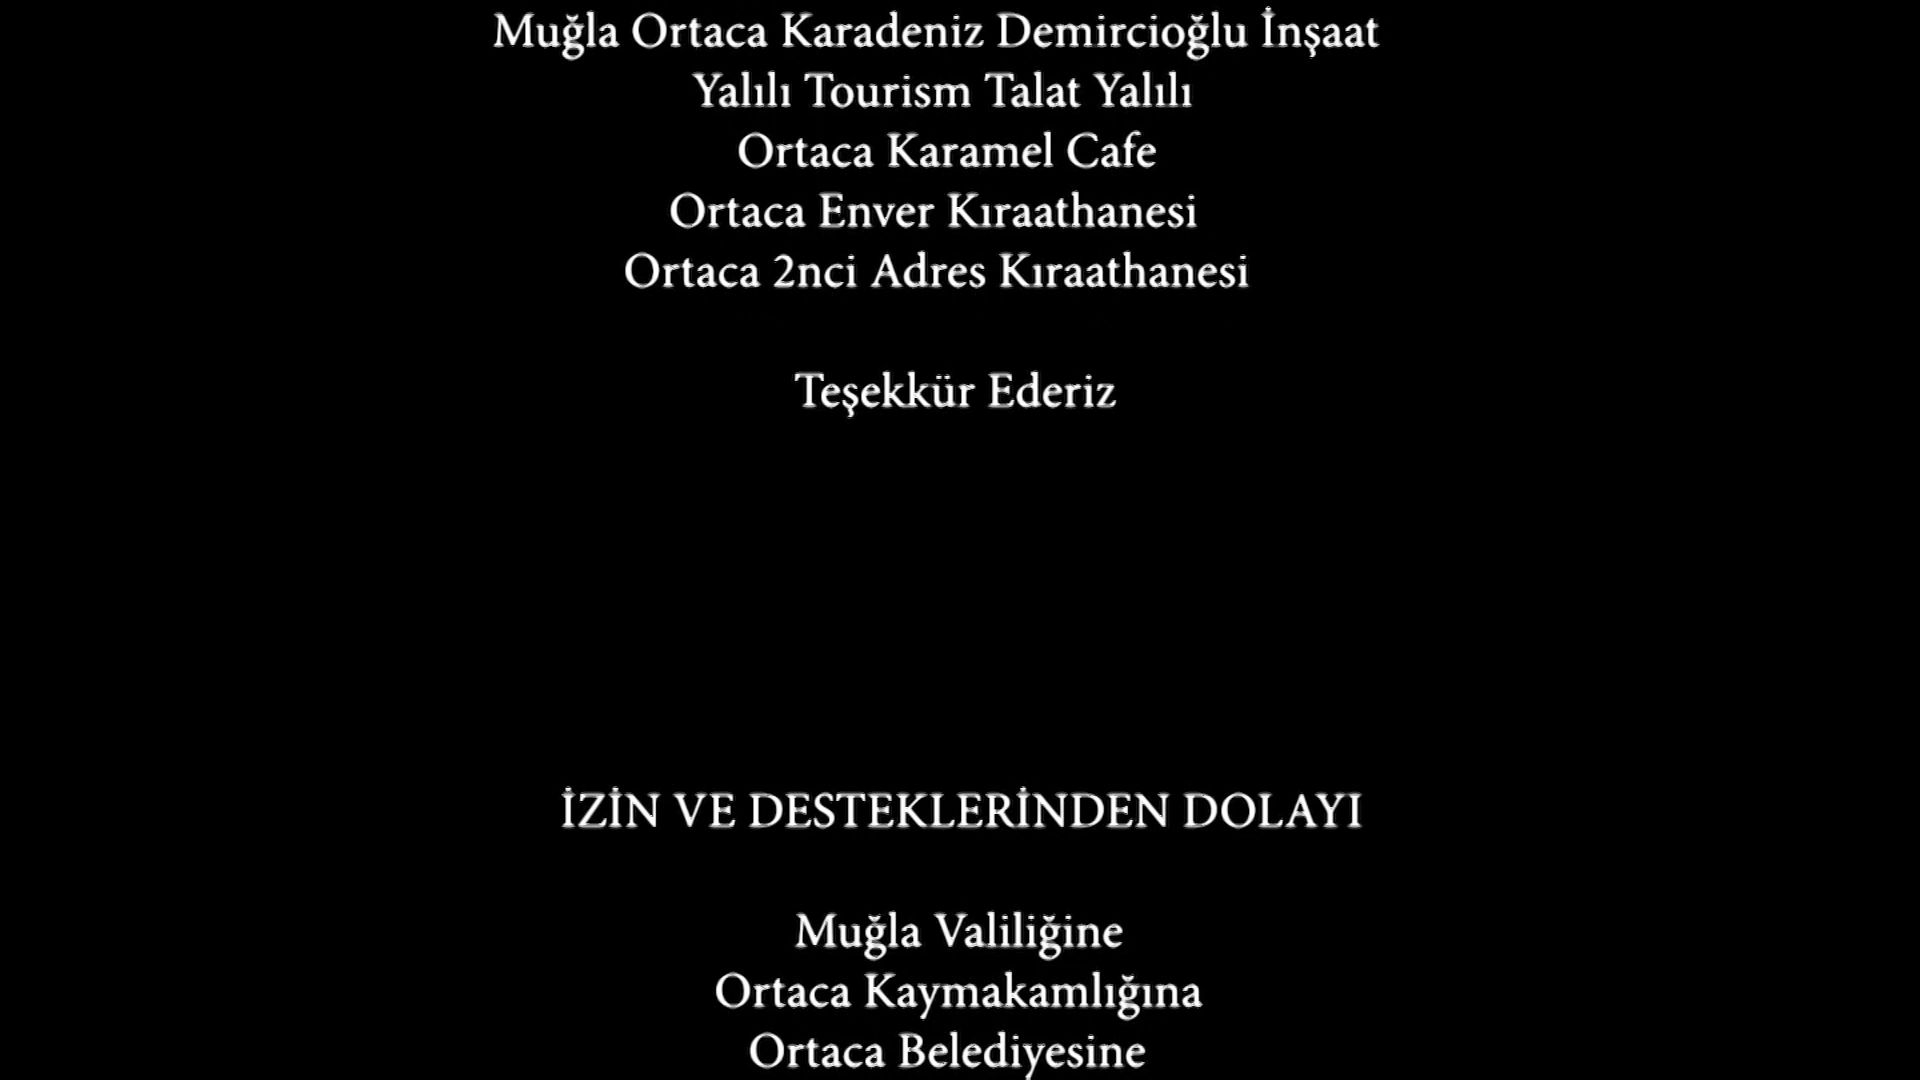 Muğla Ortaca Karadeniz Demircioğlu İnşaat
Yalılı Tourism Talat Yalılı
Ortaca Karamel Cafe
Ortaca Enver Kıraathanesi
Ortaca 2nci Adres Kıraathanesi
Teşekkür Ederiz
İZİN VE DESTEKLERİNDEN DOLAYI
Muğla Valiliğine
Ortaca Kaymakamlığına
Ortaca Belediyesine